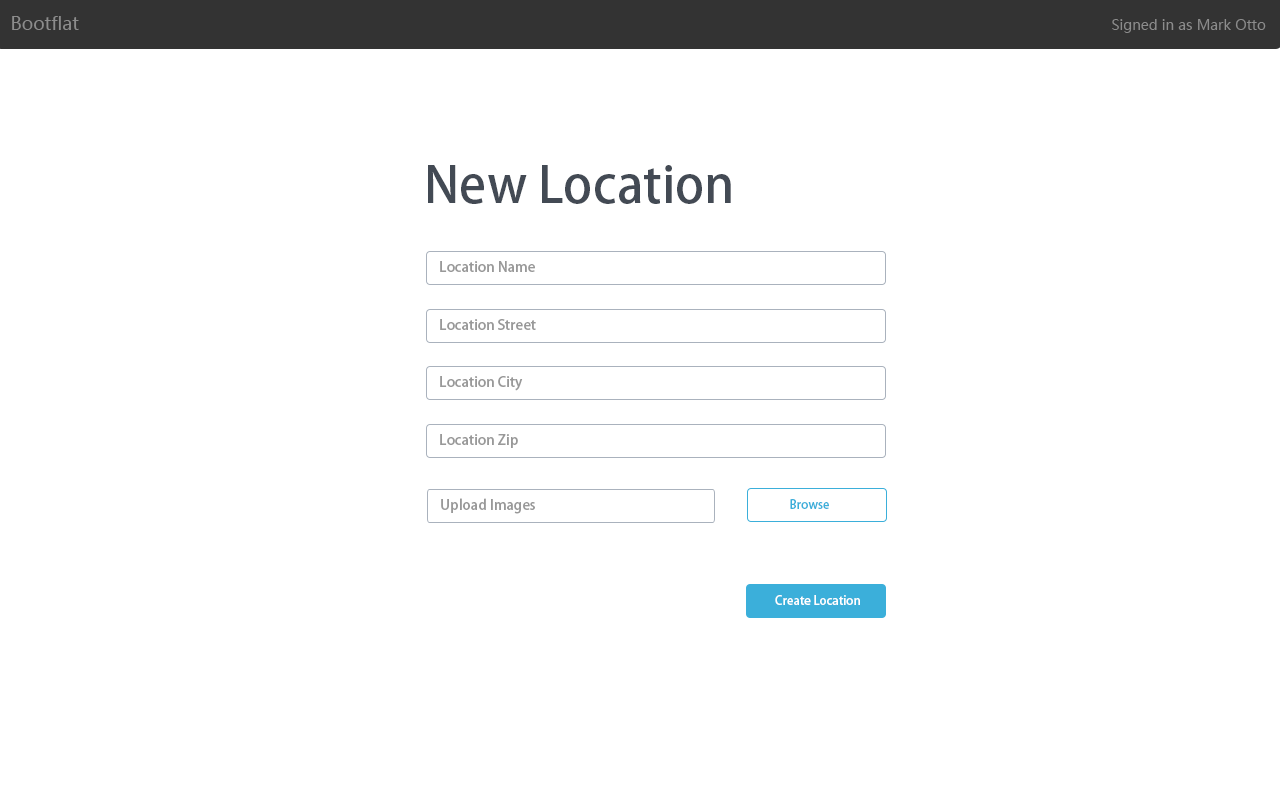 Bootflat
Signed in as Mark Otto
New Location
Location Name
Location Street
Location City
Location Zip
Upload Images
Browse
Create Location